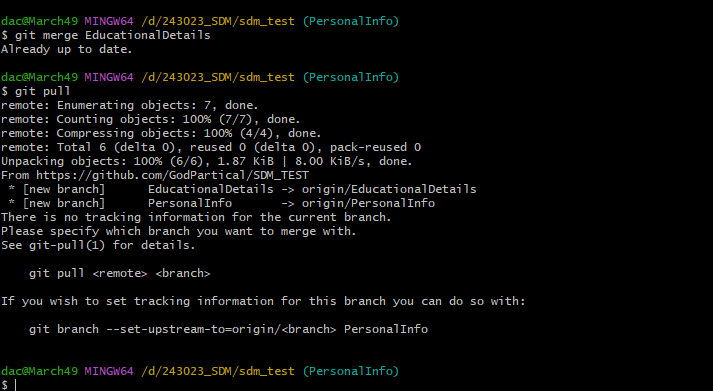 dac@March49 MINGW64 /d/243023_SDM/sdm_test (PersonalInfo)
$ git merge EducationalDetails
Already up to date.
dac@March49 MINGW64 /d/243023_SDM/sdm_test (PersonalInfo)
$ git pull
remote: Enumerating objects: 7, done.
remote: Counting objects: 100% (7/7), done.
remote: Compressing objects: 100% (4/4), done.
remote: Total 6 (delta 0), reused 0 (delta 0), pack-reused 0
Unpacking objects: 100% (6/6), 1.87 KiB | 8.00 KiB/s, done.
From https://github.com/GodPartical/SDM_TEST
 * [new branch]      EducationalDetails -> origin/EducationalDetails
 * [new branch]      PersonalInfo       -> origin/PersonalInfo
There is no tracking information for the current branch.
Please specify which branch you want to merge with.
See git-pull(1) for details.
    git pull <remote> <branch>
If you wish to set tracking information for this branch you can do so with:
    git branch --set-upstream-to=origin/<branch> PersonalInfo
dac@March49 MINGW64 /d/243023_SDM/sdm_test (PersonalInfo)
$